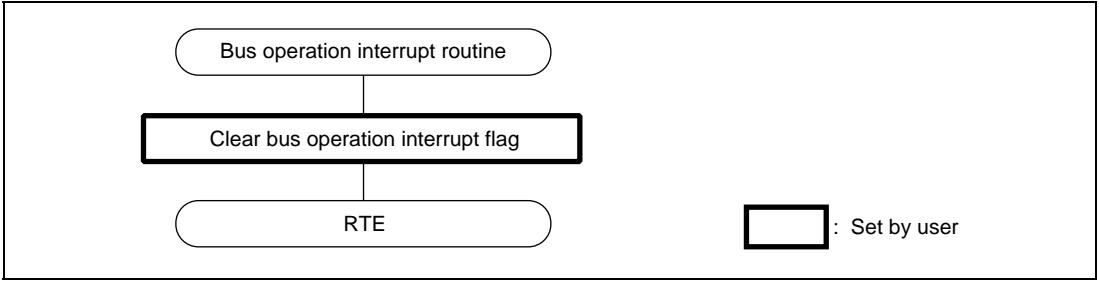 Bus operation interrupt routine
Clear bus operation interrupt flag
RTE
: Set by user